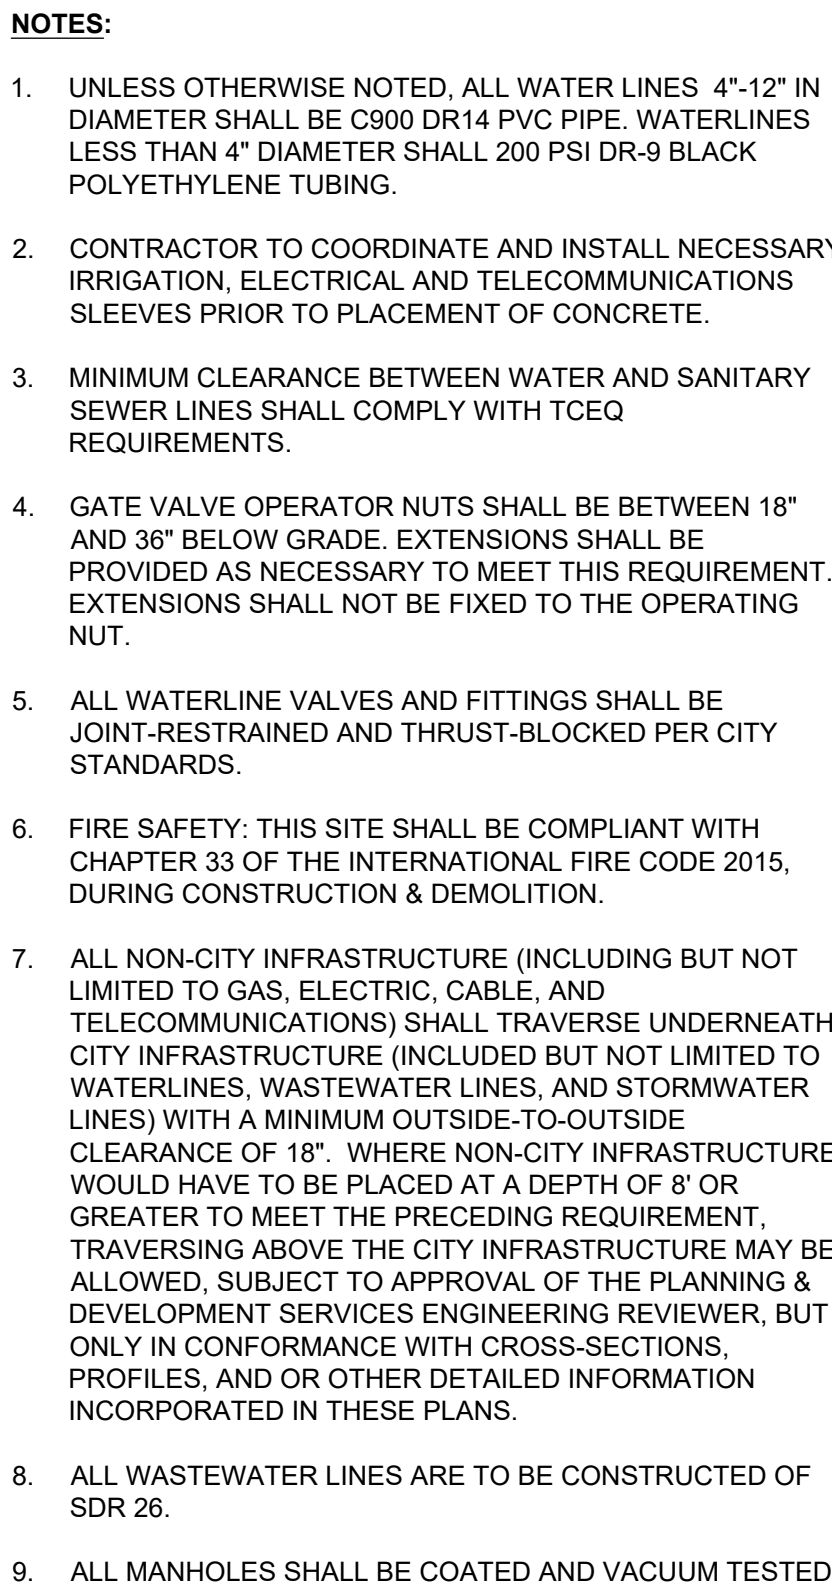 NOTES:
1. UNLESS OTHERWISE NOTED, ALL WATER LINES 4"-12" IN
DIAMETER SHALL BE C900 DR14 PVC PIPE. WATERLINES
LESS THAN 4" DIAMETER SHALL 200 PSI DR-9 BLACK
POLYETHYLENE TUBING.
2. CONTRACTOR TO COORDINATE AND INSTALL NECESSARY
IRRIGATION, ELECTRICAL AND TELECOMMUNICATIONS
SLEEVES PRIOR TO PLACEMENT OF CONCRETE.
3. MINIMUM CLEARANCE BETWEEN WATER AND SANITARY
SEWER LINES SHALL COMPLY WITH TCEQ
REQUIREMENTS.
4. GATE VALVE OPERATOR NUTS SHALL BE BETWEEN 18"
AND 36" BELOW GRADE. EXTENSIONS SHALL BE
PROVIDED AS NECESSARY TO MEET THIS REQUIREMENT.
EXTENSIONS SHALL NOT BE FIXED TO THE OPERATING
NUT.
5. ALL WATERLINE VALVES AND FITTINGS SHALL BE
JOINT-RESTRAINED AND THRUST-BLOCKED PER CITY
STANDARDS.
6. FIRE SAFETY: THIS SITE SHALL BE COMPLIANT WITH
CHAPTER 33 OF THE INTERNATIONAL FIRE CODE 2015,
DURING CONSTRUCTION & DEMOLITION.
7. ALL NON-CITY INFRASTRUCTURE (INCLUDING BUT NOT
LIMITED TO GAS, ELECTRIC, CABLE, AND
TELECOMMUNICATIONS) SHALL TRAVERSE UNDERNEATH
CITY INFRASTRUCTURE (INCLUDED BUT NOT LIMITED TO
WATERLINES, WASTEWATER LINES, AND STORMWATER
LINES) WITH A MINIMUM OUTSIDE-TO-OUTSIDE
CLEARANCE OF 18". WHERE NON-CITY INFRASTRUCTURE
WOULD HAVE TO BE PLACED AT A DEPTH OF 8' OR
GREATER TO MEET THE PRECEDING REQUIREMENT,
TRAVERSING ABOVE THE CITY INFRASTRUCTURE MAY BE
ALLOWED, SUBJECT TO APPROVAL OF THE PLANNING &
DEVELOPMENT SERVICES ENGINEERING REVIEWER, BUT
ONLY IN CONFORMANCE WITH CROSS-SECTIONS,
PROFILES, AND OR OTHER DETAILED INFORMATION
INCORPORATED IN THESE PLANS.
8. ALL WASTEWATER LINES ARE TO BE CONSTRUCTED OF
SDR 26.
9. ALL MANHOLES SHALL BE COATED AND VACUUM TESTED